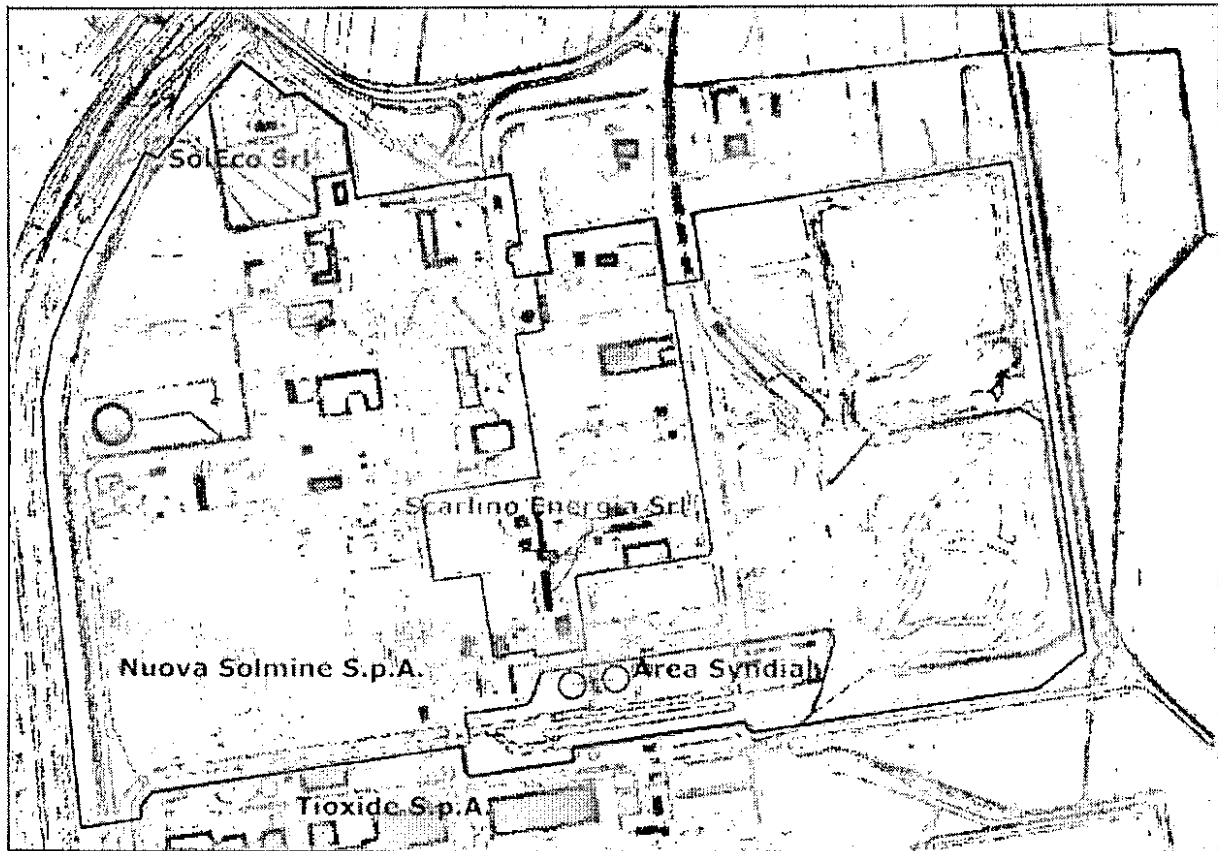 SolEco Srl
Scarlino Energia Srl
Nuova Solmine S.p.A.
Area Syndial
Tioxide S.p.A.